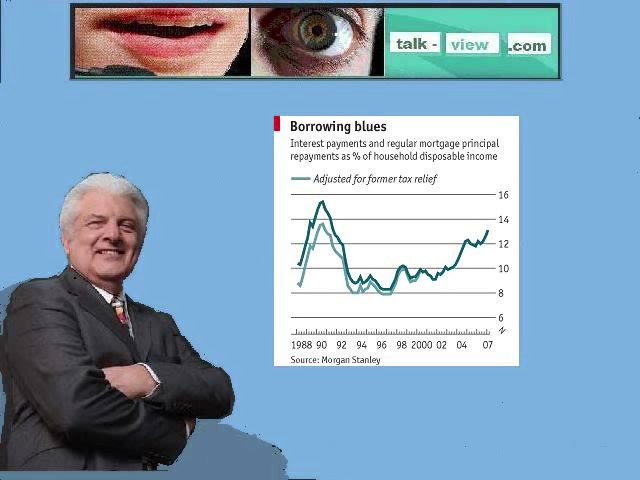 talk - view .com
Borrowing blues
Interest payments and regular mortgage principal
repayments as % of household disposable income
Adjusted for former tax relief
16
14
12
10
8
6
1988 90 92 94 96 98 2000 02 04 07
Source: Morgan Stanley